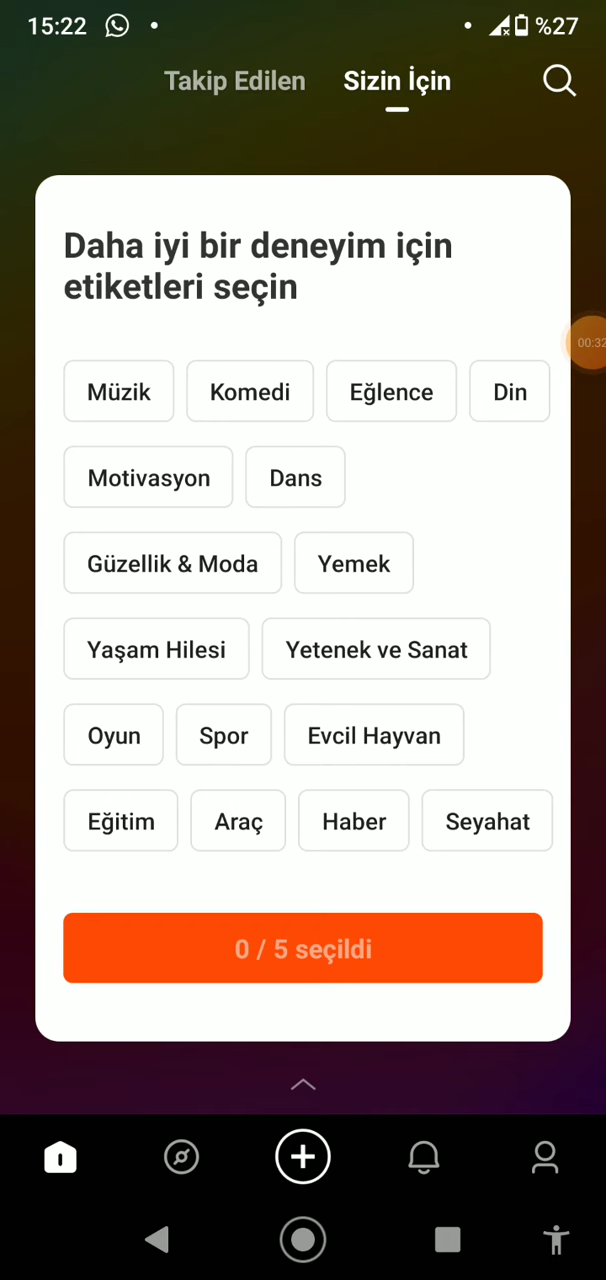 15:22 %27
Takip Edilen Sizin İçin
Daha iyi bir deneyim için
etiketleri seçin
00:32
Müzik Komedi Eğlence Din
Motivasyon Dans
Güzellik & Moda Yemek
Yaşam Hilesi Yetenek ve Sanat
Oyun Spor Evcil Hayvan
Eğitim Araç Haber Seyahat
0 / 5 seçildi